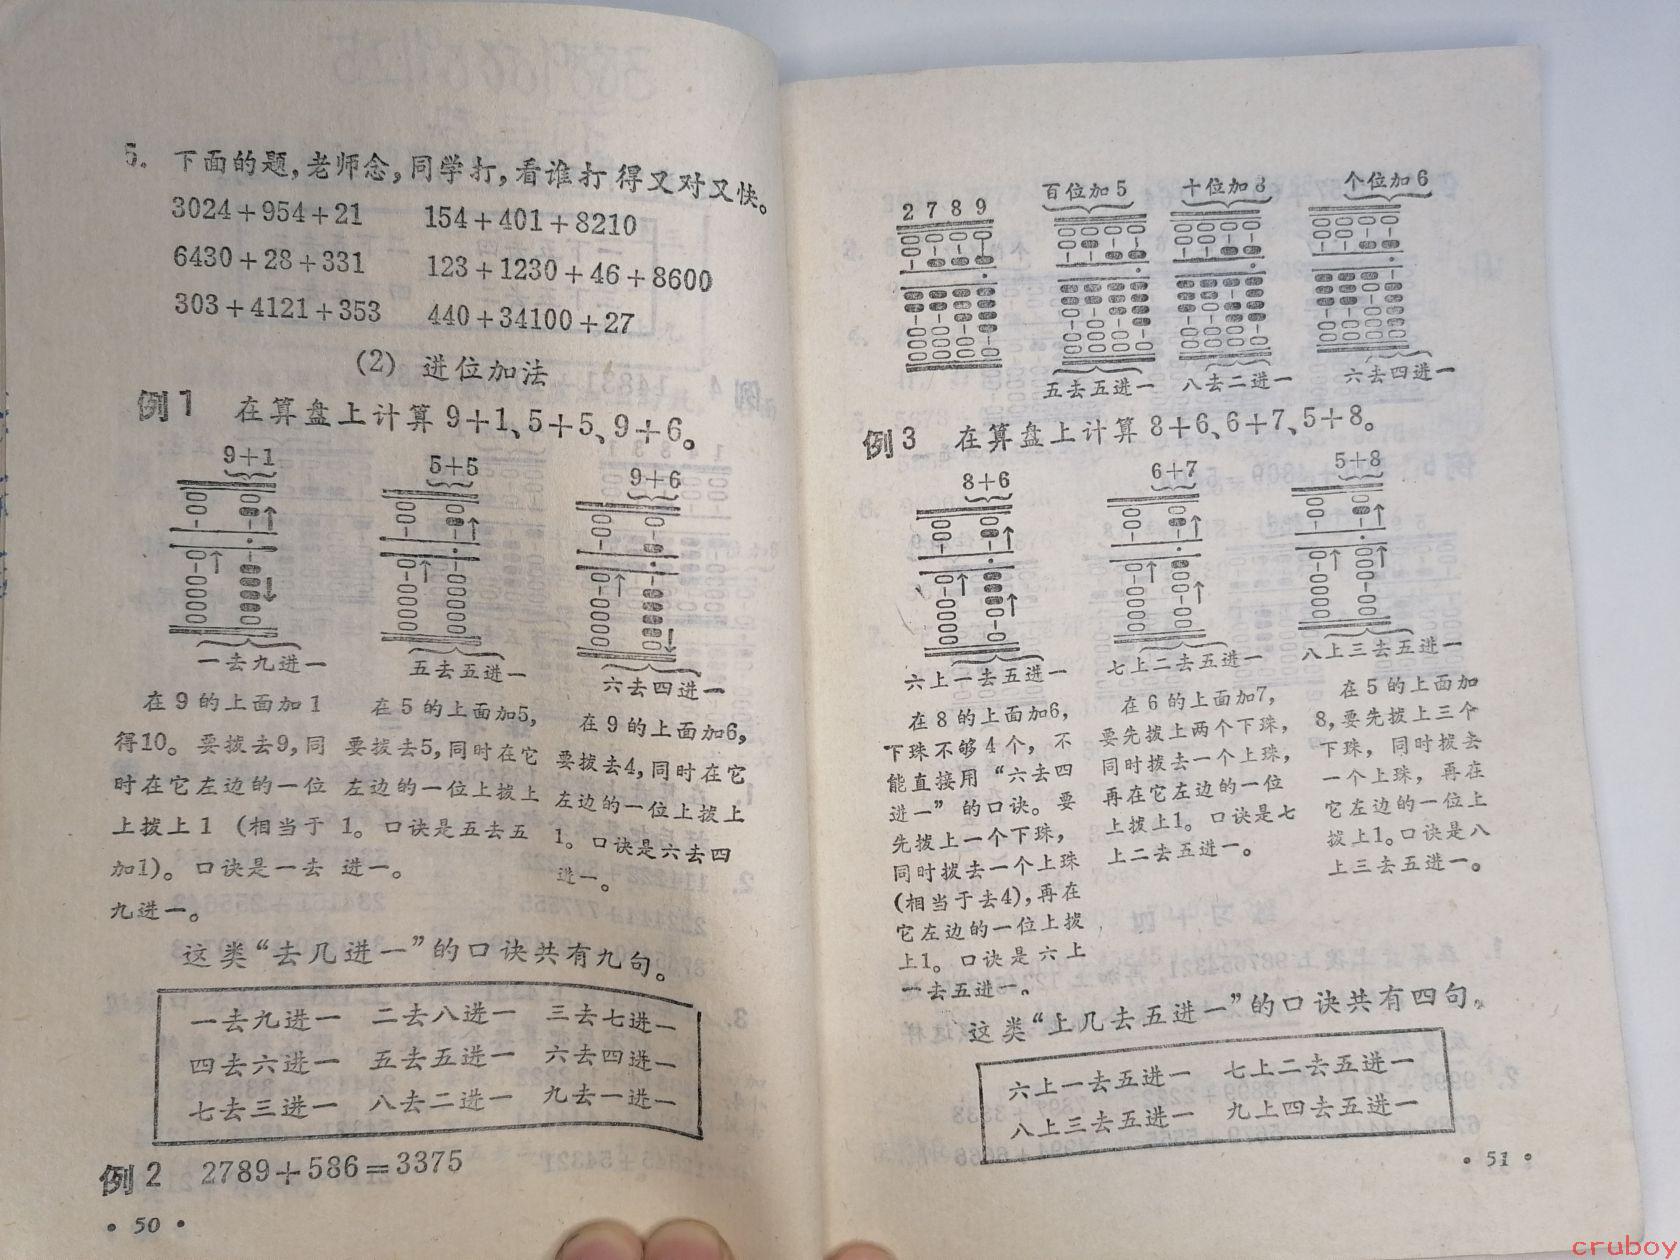 5. 下面的题,老师念,同学打,看谁打得又对又快。
3024+954+21 154+401+8210
6430+28+331 123+1230+46+8600
303+4121+353 440+34100+27
(2) 进位加法
例1 在算盘上计算9+1、5+5、9+6。
9+1 5+5 9+6
一去九进一 五去五进一 六去四进一
在9的上面加1
得10。要拨去9,同
时在它左边的一位
上拨上1(相当于
加1)。口诀是一去
九进一。
在5的上面加5,
要拨去5,同时在它
左边的一位上拨上
1。口诀是五去五
进一。
在9的上面加6,
要拨去4,同时在它
左边的一位上拨上
1。口诀是六去四
进一。
这类“去几进一”的口诀共有九句。
一去九进一 二去八进一 三去七进一
四去六进一 五去五进一 六去四进一
七去三进一 八去二进一 九去一进一
例2 2789+586=3375
• 50 •
2 7 8 9 百位加5 十位加8 个位加6
五去五进一 八去二进一 六去四进一
例3 在算盘上计算8+6、6+7、5+8。
8+6 6+7 5+8
六上一去五进一 七上二去五进一 八上三去五进一
在8的上面加6,
下珠不够4个,不
能直接用“六去四
进一”的口诀。要
先拨上一个下珠,
同时拨去一个上珠
(相当于去4),再在
它左边的一位上拨
上1。口诀是六上
一去五进一。
在6的上面加7,
要先拨上两个下珠,
同时拨去一个上珠,
再在它左边的一位
上拨上1。口诀是七
上二去五进一。
在5的上面加
8,要先拨上三个
下珠,同时拨去
一个上珠,再在
它左边的一位上
拨上1。口诀是八
上三去五进一。
这类“上几去五进一”的口诀共有四句。
六上一去五进一 七上二去五进一
八上三去五进一 九上四去五进一
• 51 •
cruboy